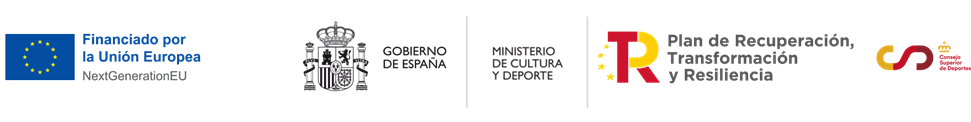 Financiado por
la Unión Europea
NextGenerationEU
GOBIERNO
DE ESPAÑA
MINISTERIO
DE CULTURA
Y DEPORTE
Plan de Recuperación,
Transformación
y Resiliencia
Consejo
Superior
de Deportes